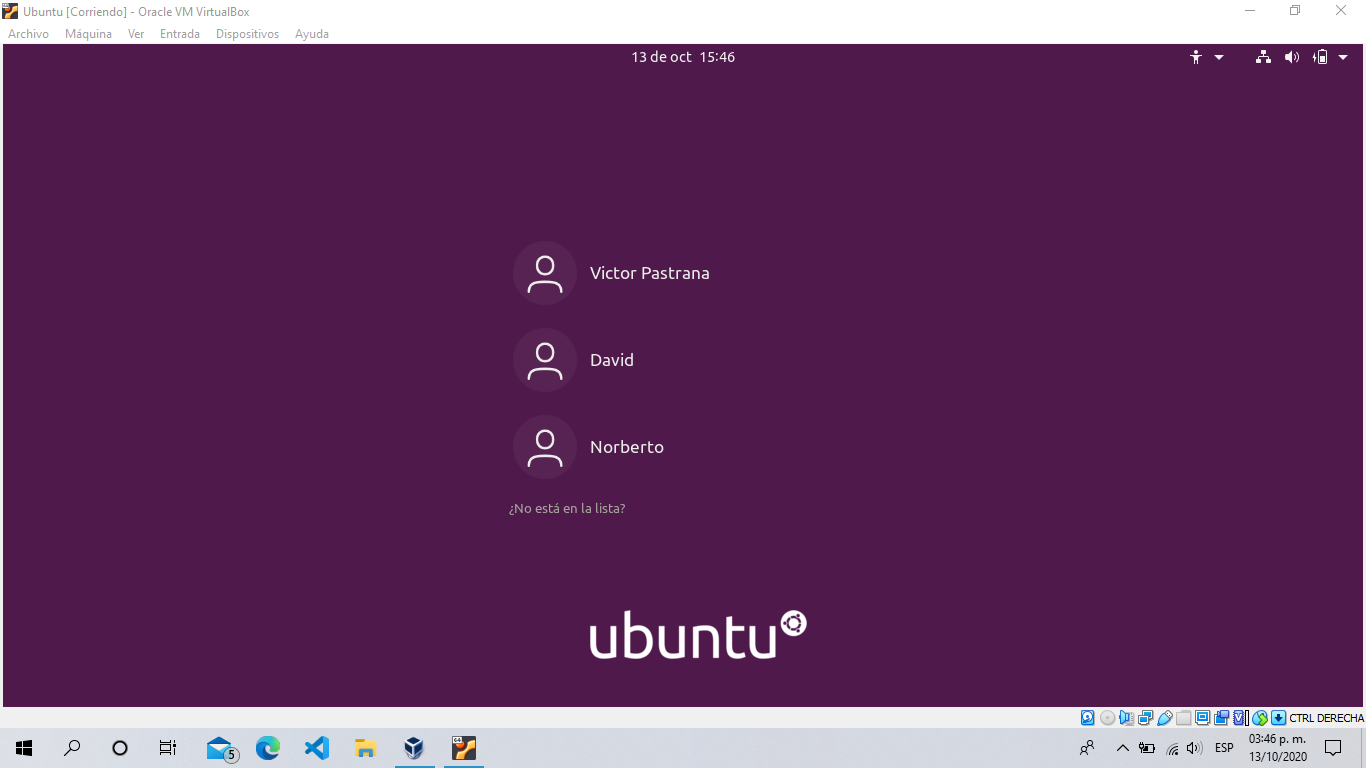 Ubuntu [Corriendo] - Oracle VM VirtualBox
Archivo Máquina Ver Entrada Dispositivos Ayuda
13 de oct 15:46
Victor Pastrana
David
Norberto
¿No está en la lista?
ubuntu
CTRL DERECHA
5
ESP
03:46 p. m.
13/10/2020